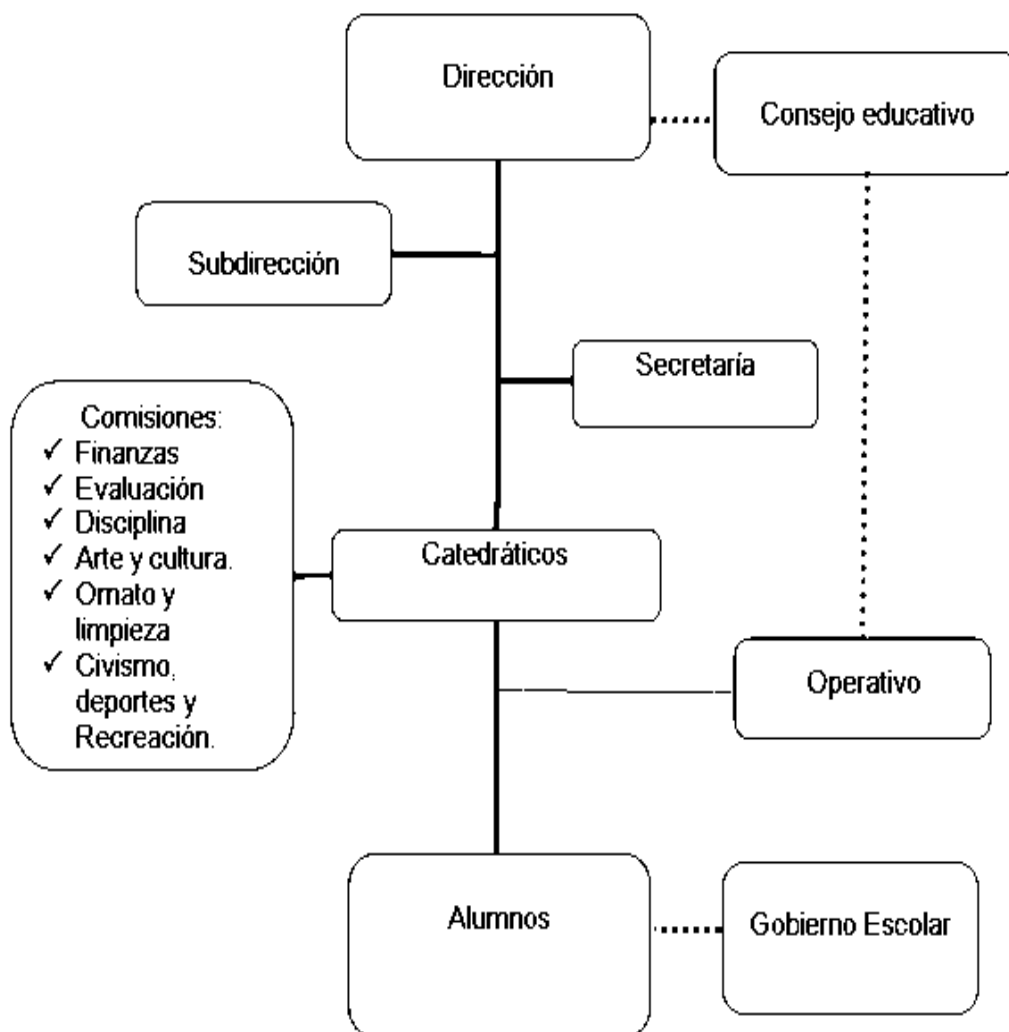 Dirección
Consejo educativo
Subdirección
Secretaría
Comisiones:
✓ Finanzas
✓ Evaluación
✓ Disciplina
✓ Arte y cultura.
✓ Ornato y
limpieza
✓ Civismo,
deportes y
Recreación.
Catedráticos
Operativo
Alumnos
Gobierno Escolar